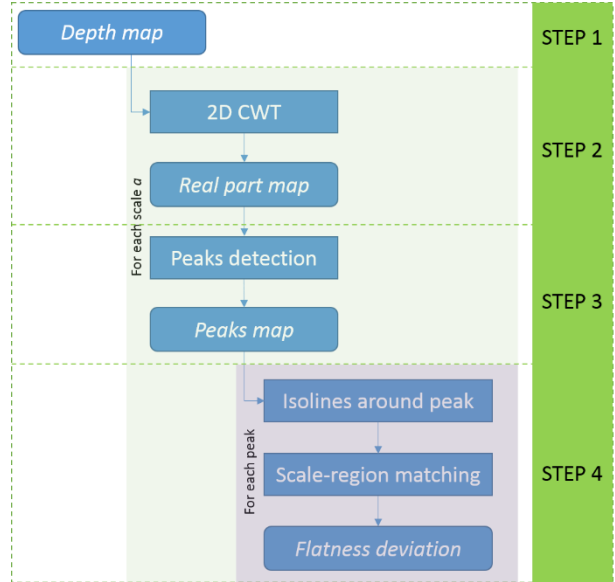 Depth map
STEP 1
2D CWT
Real part map
STEP 2
For each scale a
Peaks detection
Peaks map
STEP 3
Isolines around peak
Scale-region matching
Flatness deviation
For each peak
STEP 4